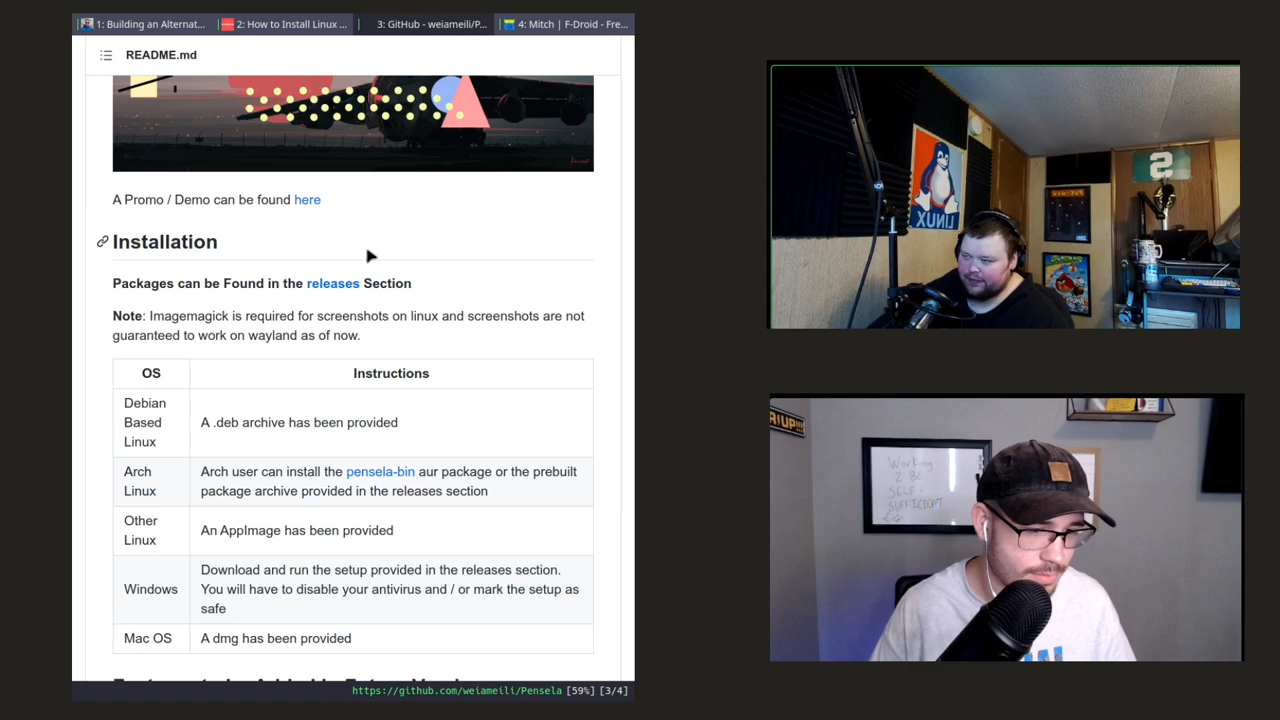 1: Building an Alternat...
2: How to Install Linux ...
3: GitHub - weiameili/P...
4: Mitch | F-Droid - Fre...
README.md
A Promo / Demo can be found here
Installation
Packages can be Found in the releases Section
Note: Imagemagick is required for screenshots on linux and screenshots are not
guaranteed to work on wayland as of now.
OS
Instructions
Debian
Based
Linux
A .deb archive has been provided
Arch
Linux
Arch user can install the pensela-bin aur package or the prebuilt
package archive provided in the releases section
Other
Linux
An AppImage has been provided
Windows
Download and run the setup provided in the releases section.
You will have to disable your antivirus and / or mark the setup as
safe
Mac OS
A dmg has been provided
https://github.com/weiameili/Pensela [59%] [3/4]
LINUX
S
RIUP!!!
Working
2 BE
SELF-
SUFFICIENT